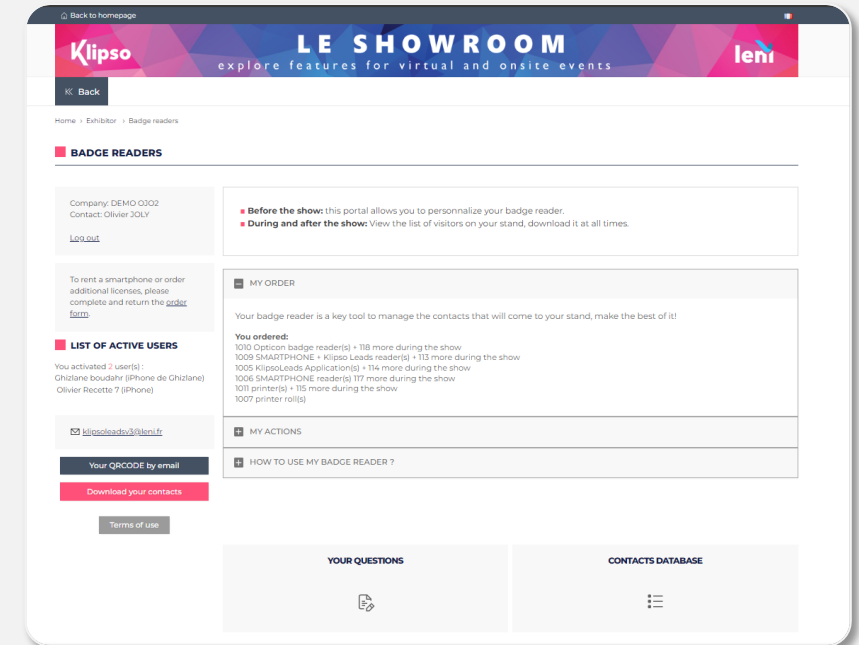 Back to homepage
Klipso
LE SHOWROOM
explore features for virtual and onsite events
leni
Back
Home > Exhibitor > Badge readers
BADGE READERS
Company: DEMO OJO2
Contact: Olivier JOLY
Log out
Before the show: this portal allows you to personnalize your badge reader.
During and after the show: View the list of visitors on your stand, download it at all times.
To rent a smartphone or order
additional licenses, please
complete and return the order
form.
LIST OF ACTIVE USERS
You activated 2 user(s) :
Ghizlane boudahr (iPhone de Ghizlane)
Olivier Recette 7 (iPhone)
klipsoleadsv3@leni.fr
Your QRCODE by email
Download your contacts
Terms of use
MY ORDER
Your badge reader is a key tool to manage the contacts that will come to your stand, make the best of it!
You ordered:
1010 Opticon badge reader(s) + 118 more during the show
1009 SMARTPHONE + Klipso Leads reader(s) + 113 more during the show
1005 KlipsoLeads Application(s) + 114 more during the show
1006 SMARTPHONE reader(s) 117 more during the show
1011 printer(s) + 115 more during the show
1007 printer roll(s)
MY ACTIONS
HOW TO USE MY BADGE READER ?
YOUR QUESTIONS
CONTACTS DATABASE